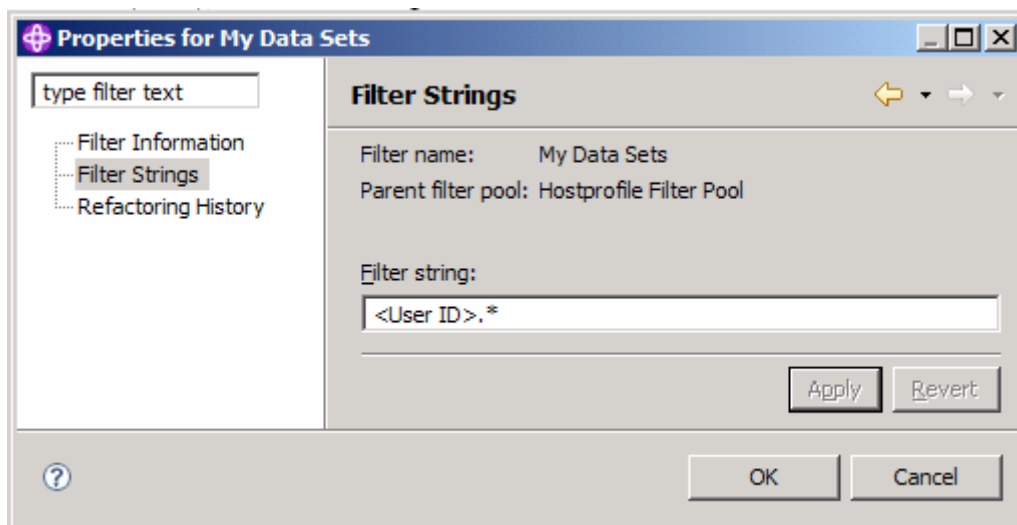 Properties for My Data Sets
type filter text
Filter Information
Filter Strings
Refactoring History
Filter Strings
Filter name: My Data Sets
Parent filter pool: Hostprofile Filter Pool
Filter string:
<User ID>.*
Apply Revert
OK Cancel